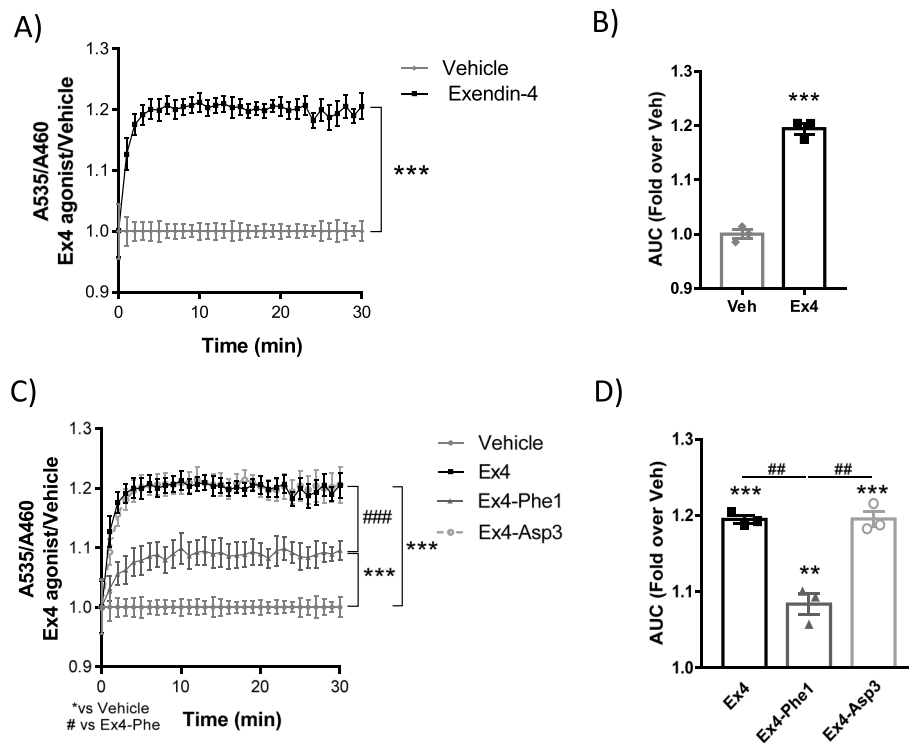 A)
1.3
1.2
1.1
1.0
0.9
A535/A460
Ex4 agonist/Vehicle
0
10
20
30
Time (min)
Vehicle
Exendin-4
***
B)
1.3
1.2
1.1
1.0
0.9
AUC (Fold over Veh)
***
Veh
Ex4
C)
1.3
1.2
1.1
1.0
0.9
A535/A460
Ex4 agonist/Vehicle
0
10
20
30
Time (min)
*vs Vehicle
# vs Ex4-Phe
Vehicle
Ex4
Ex4-Phe1
Ex4-Asp3
###
***
***
D)
1.3
1.2
1.1
1.0
AUC (Fold over Veh)
##
##
***
**
***
Ex4
Ex4-Phe1
Ex4-Asp3